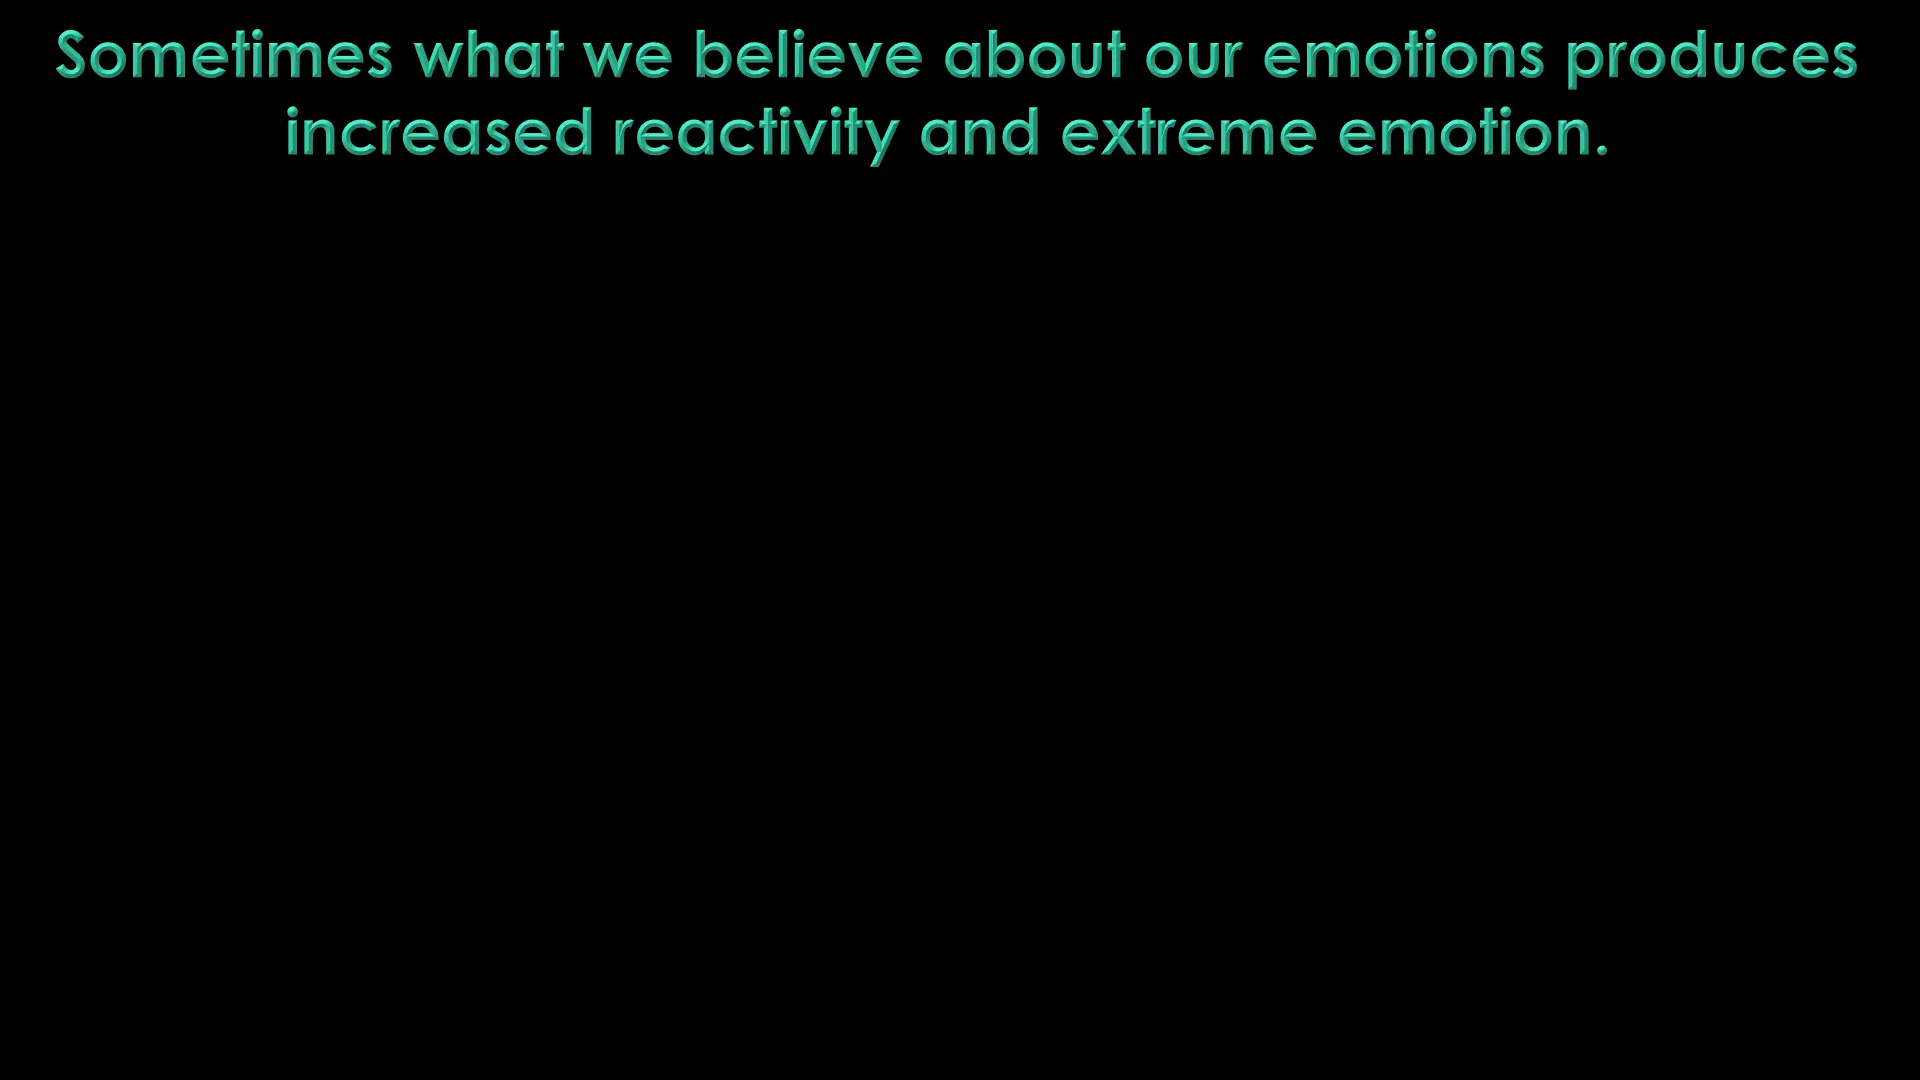 Sometimes what we believe about our emotions produces
increased reactivity and extreme emotion.